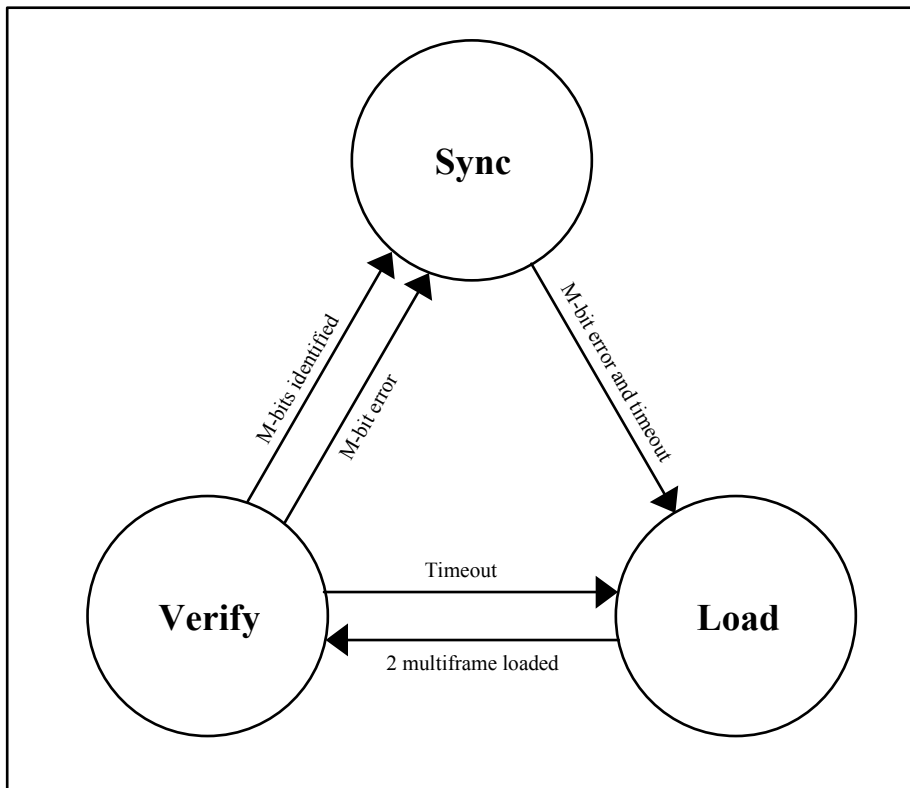 Sync
M-bits identified
M-bit error
M-bit error and timeout
Timeout
Verify
Load
2 multiframe loaded